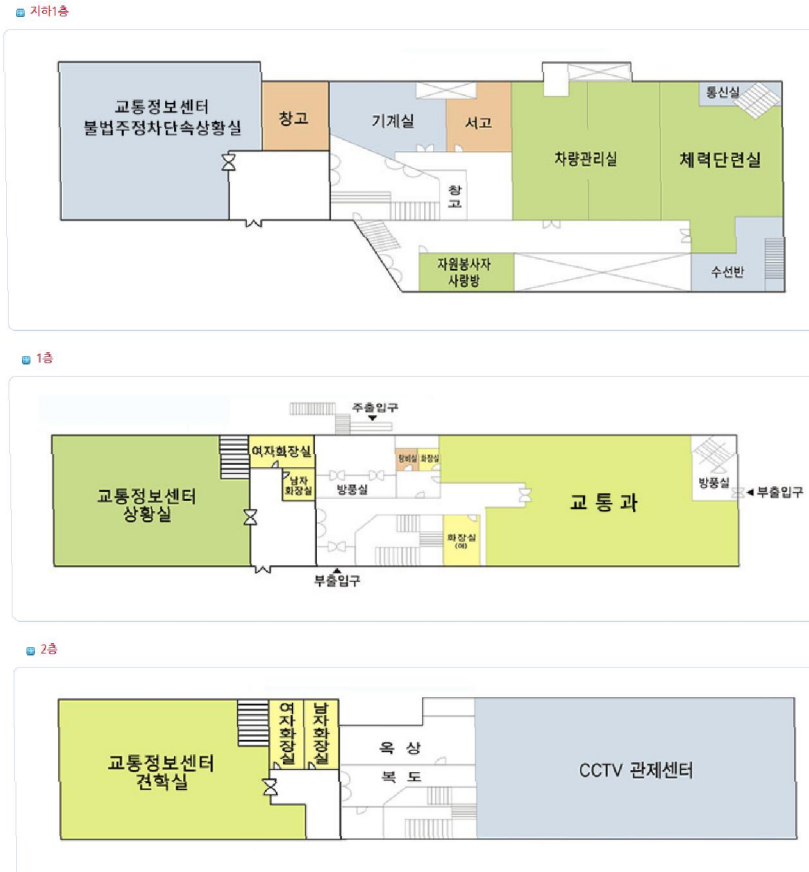 지하1층
교통정보센터
불법주정차단속상황실
창고
기계실
서고
차량관리실
통신실
체력단련실
창
고
자원봉사자
사랑방
수선반
1층
주출입구
교통정보센터
상황실
여자화장실
남자
화장실
방풍실
탕비실
화장실
교통과
방풍실
부출입구
화장실
(여)
부출입구
2층
교통정보센터
견학실
여자화장실
남자화장실
옥 상
복 도
CCTV 관제센터